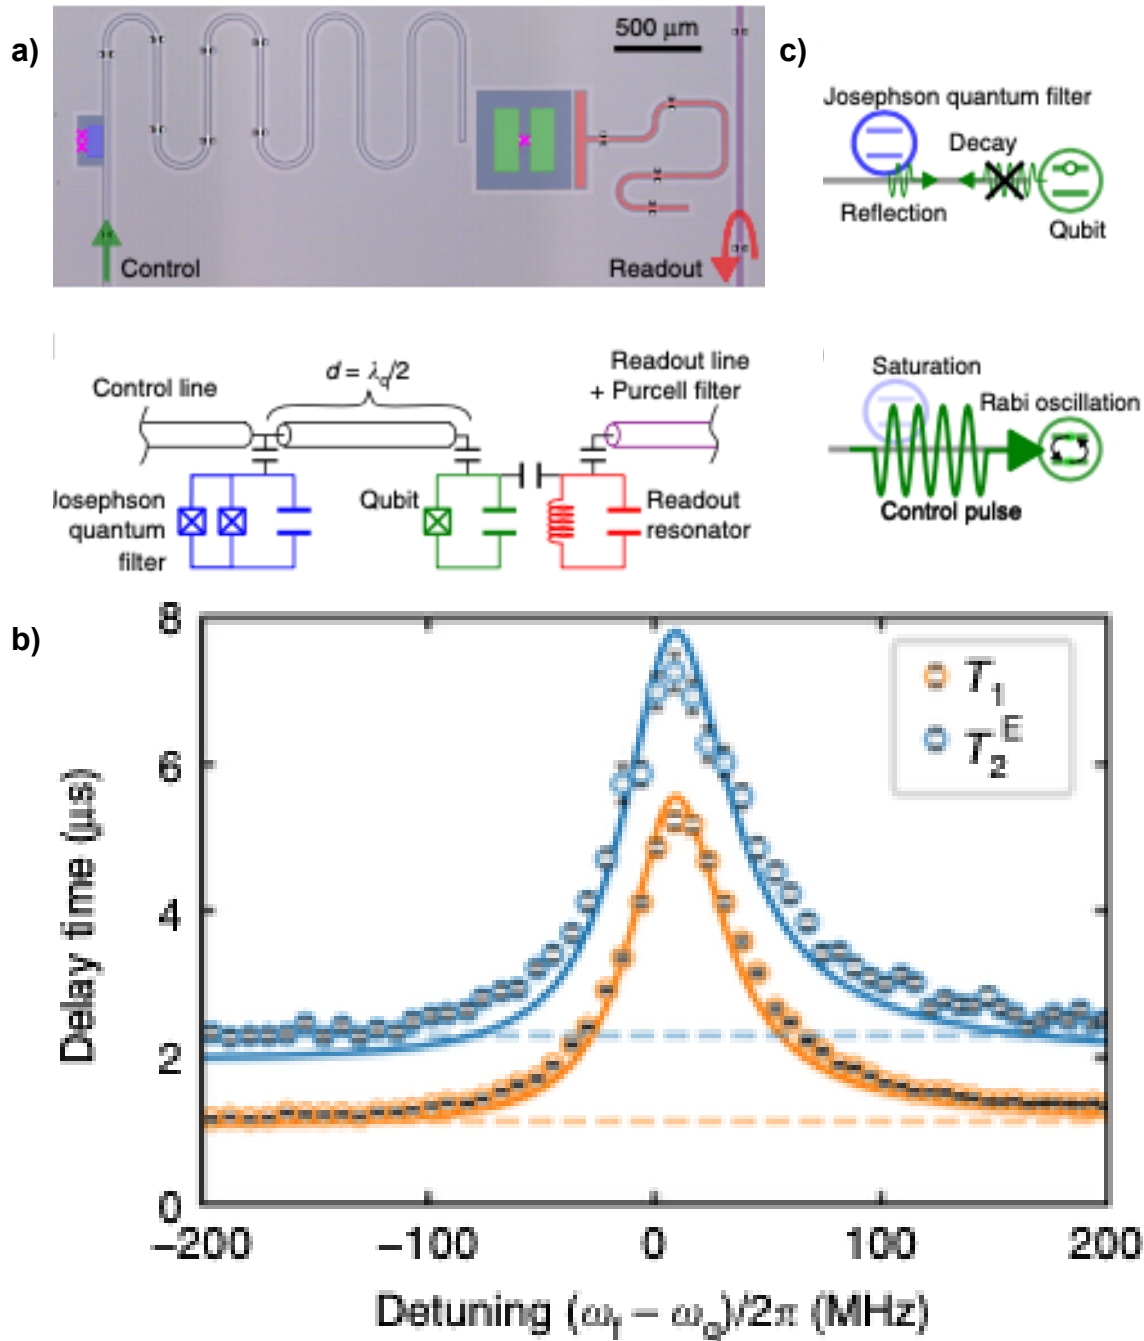 a)
500 μm
Control
Readout
c)
Josephson quantum filter
Decay
Reflection
Qubit
Control line
d = λq/2
Readout line
+ Purcell filter
Josephson
quantum
filter
Qubit
Readout
resonator
Saturation
Rabi oscillation
Control pulse
b)
8
6
4
2
0
Delay time (μs)
T1
T2^E
−200
−100
0
100
200
Detuning (ωf − ωq)/2π (MHz)